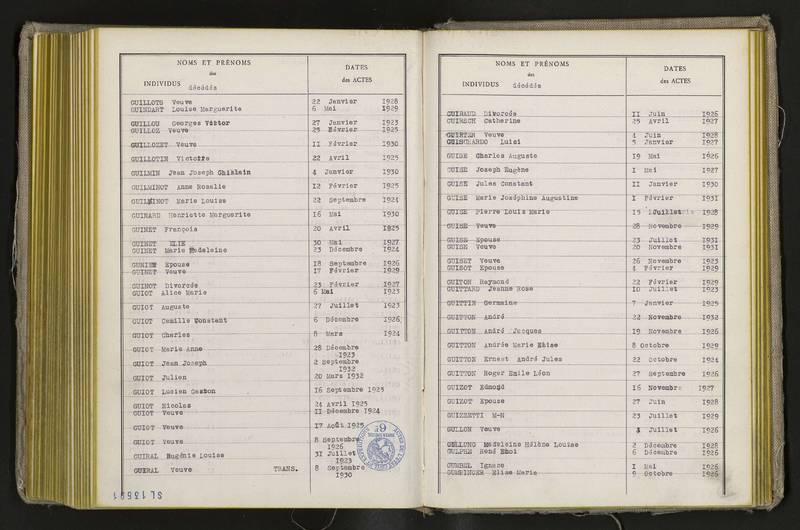 NOMS ET PRÉNOMS
des
INDIVIDUS décédés
DATES
des ACTES
GUILLOTS Veuve 22 Janvier 1928
GUINDART Louise Marguerite 6 Mai 1929
GUILLOU Georges Victor 27 Janvier 1923
GUILLOZ Veuve 25 Février 1925
GUILLOZET Veuve 11 Février 1930
GUILLOTIN Victoire 22 Avril 1925
GUILMIN Jean Joseph Ghislain 4 Janvier 1930
GUILMINOT Anne Rosalie 12 Février 1925
GUILMINOT Marie Louise 22 Septembre 1924
GUINARD Henriette Marguerite 16 Mai 1930
GUINET François 20 Avril 1925
GUINET ELIE 30 Mai 1927
GUINET Marie Madeleine 23 Décembre 1924
Epouse 18 Septembre 1926
GUINET Veuve 17 Février 1929
GUINOT Divorcée 23 Février 1927
GUIOT Alice Marie 6 Mai 1923
GUIOT Auguste 27 Juillet 1923
GUIOT Camille Constant 6 Décembre 1926
GUIOT Charles 8 Mars 1924
GUIOT Marie Anne 28 Décembre 1923
GUIOT Jean Joseph 2 Septembre 1932
GUIOT Julien 20 Mars 1932
GUIOT Lucien Gaston 16 Septembre 1923
GUIOT Nicolas 24 Avril 1925
GUIOT Veuve 11 Décembre 1924
GUIOT Veuve 17 Août 1925
GUIOT Veuve 8 Septembre 1926
GUIRAL Eugénie Louise 31 Juillet 1923
GUIRAL Veuve TRANS. 8 Septembre 1930
SL 13591
NOMS ET PRÉNOMS
des
INDIVIDUS décédés
DATES
des ACTES
GUIRAUD Divorcée 11 Juin 1926
GUIRSCH Catherine 25 Avril 1927
GUIRTEN Veuve 4 Juin 1928
Luigi 5 Janvier 1927
GUISE Charles Auguste 19 Mai 1926
GUISE Joseph Eugène 1 Mai 1927
GUISE Jules Constant 11 Janvier 1930
GUISE Marie Joséphine Augustine 1 Février 1931
GUISE Pierre Louis Marie 15 Juillet 1928
GUISE Veuve 28 Novembre 1929
GUISE Epouse 23 Juillet 1931
GUISE Veuve 20 Novembre 1931
GUISET Veuve 26 Novembre 1923
GUISOT Epouse 4 Février 1929
GUITON Raymond 22 Février 1929
GUITTARD Jeanne Rose 10 Juillet 1923
GUITTIN Germaine 7 Janvier 1925
GUITTON André 22 Novembre 1932
GUITTON André Jacques 19 Novembre 1926
GUITTON Andrée Marie Elise 8 Octobre 1929
GUITTON Ernest André Jules 22 Octobre 1924
GUITTON Roger Emile Léon 27 Septembre 1926
GUIZOT Edmond 16 Novembre 1927
GUIZOT Epouse 27 Juin 1928
GUIZZETTI M-N 23 Juillet 1929
GULLON Veuve Juillet 1926
Madeleine Hélène Louise 2 Décembre 1928
GULPHE René 6 Décembre 1926
GUMBEL Ignace 1 Mai 1926
Elise Marie 9 Octobre 1926